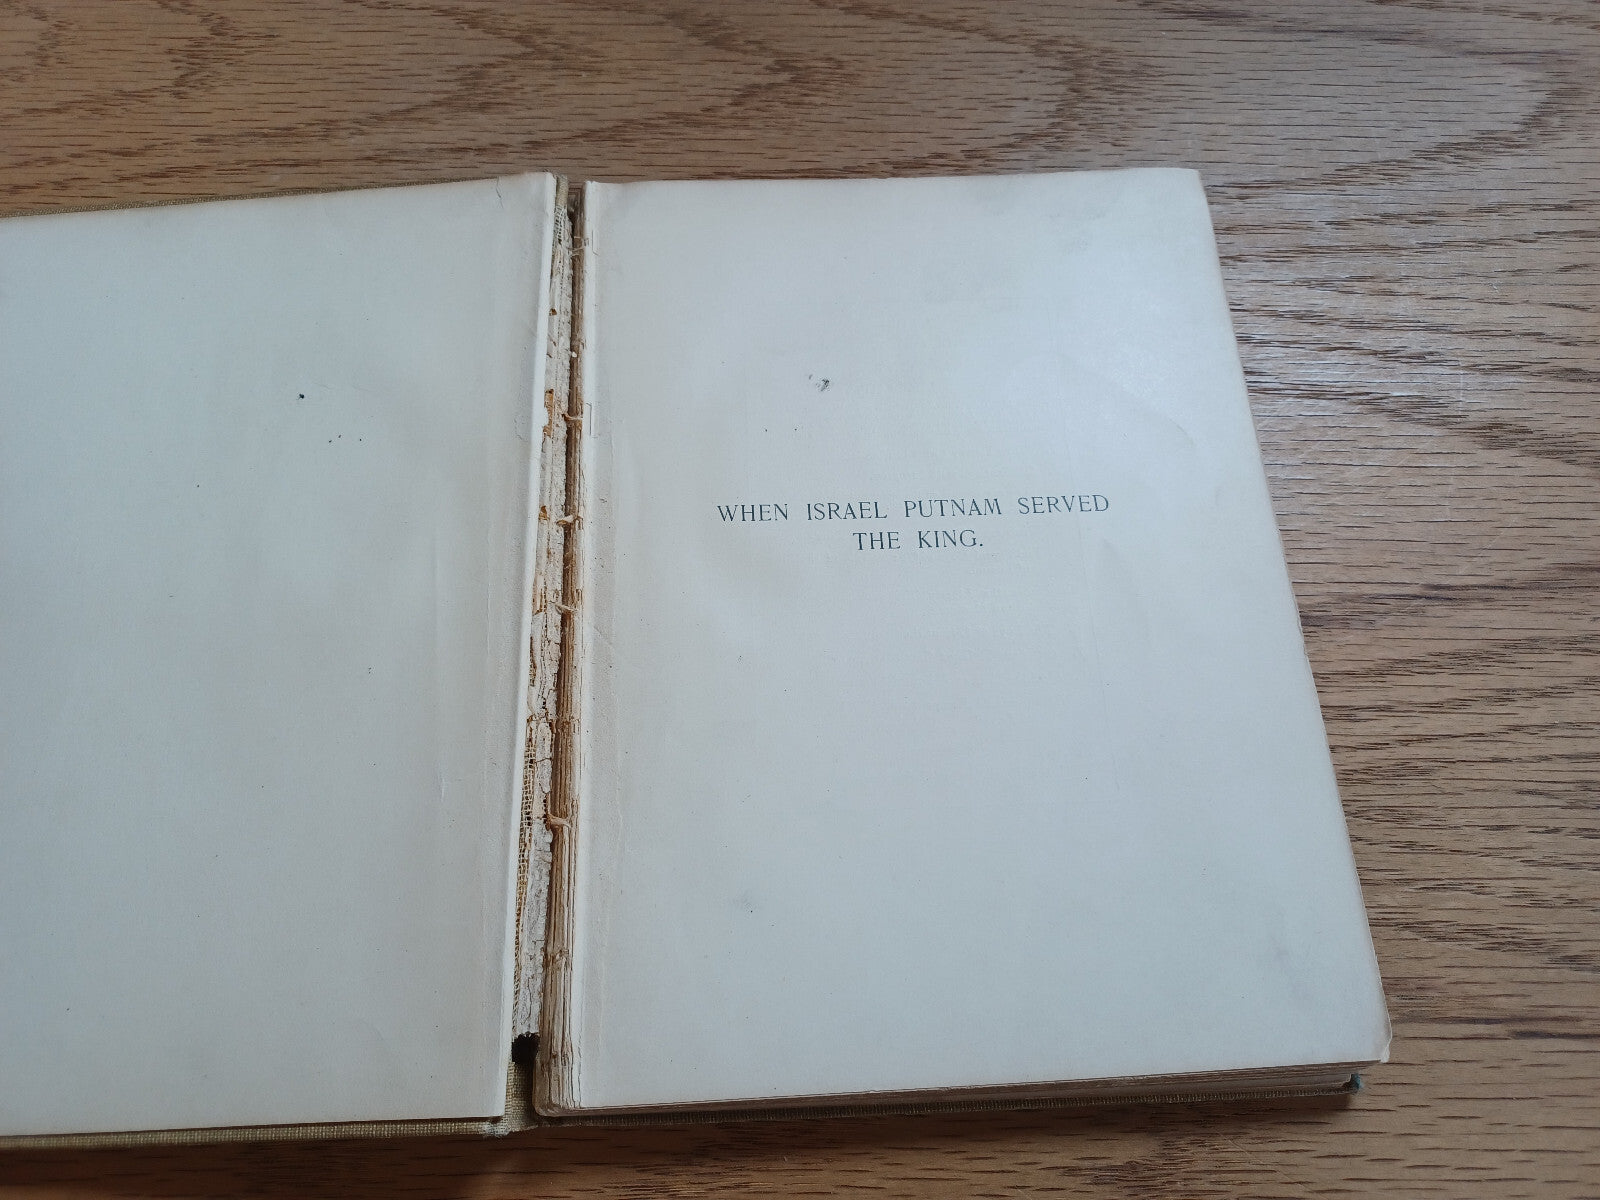 WHEN ISRAEL PUTNAM SERVED
THE KING.